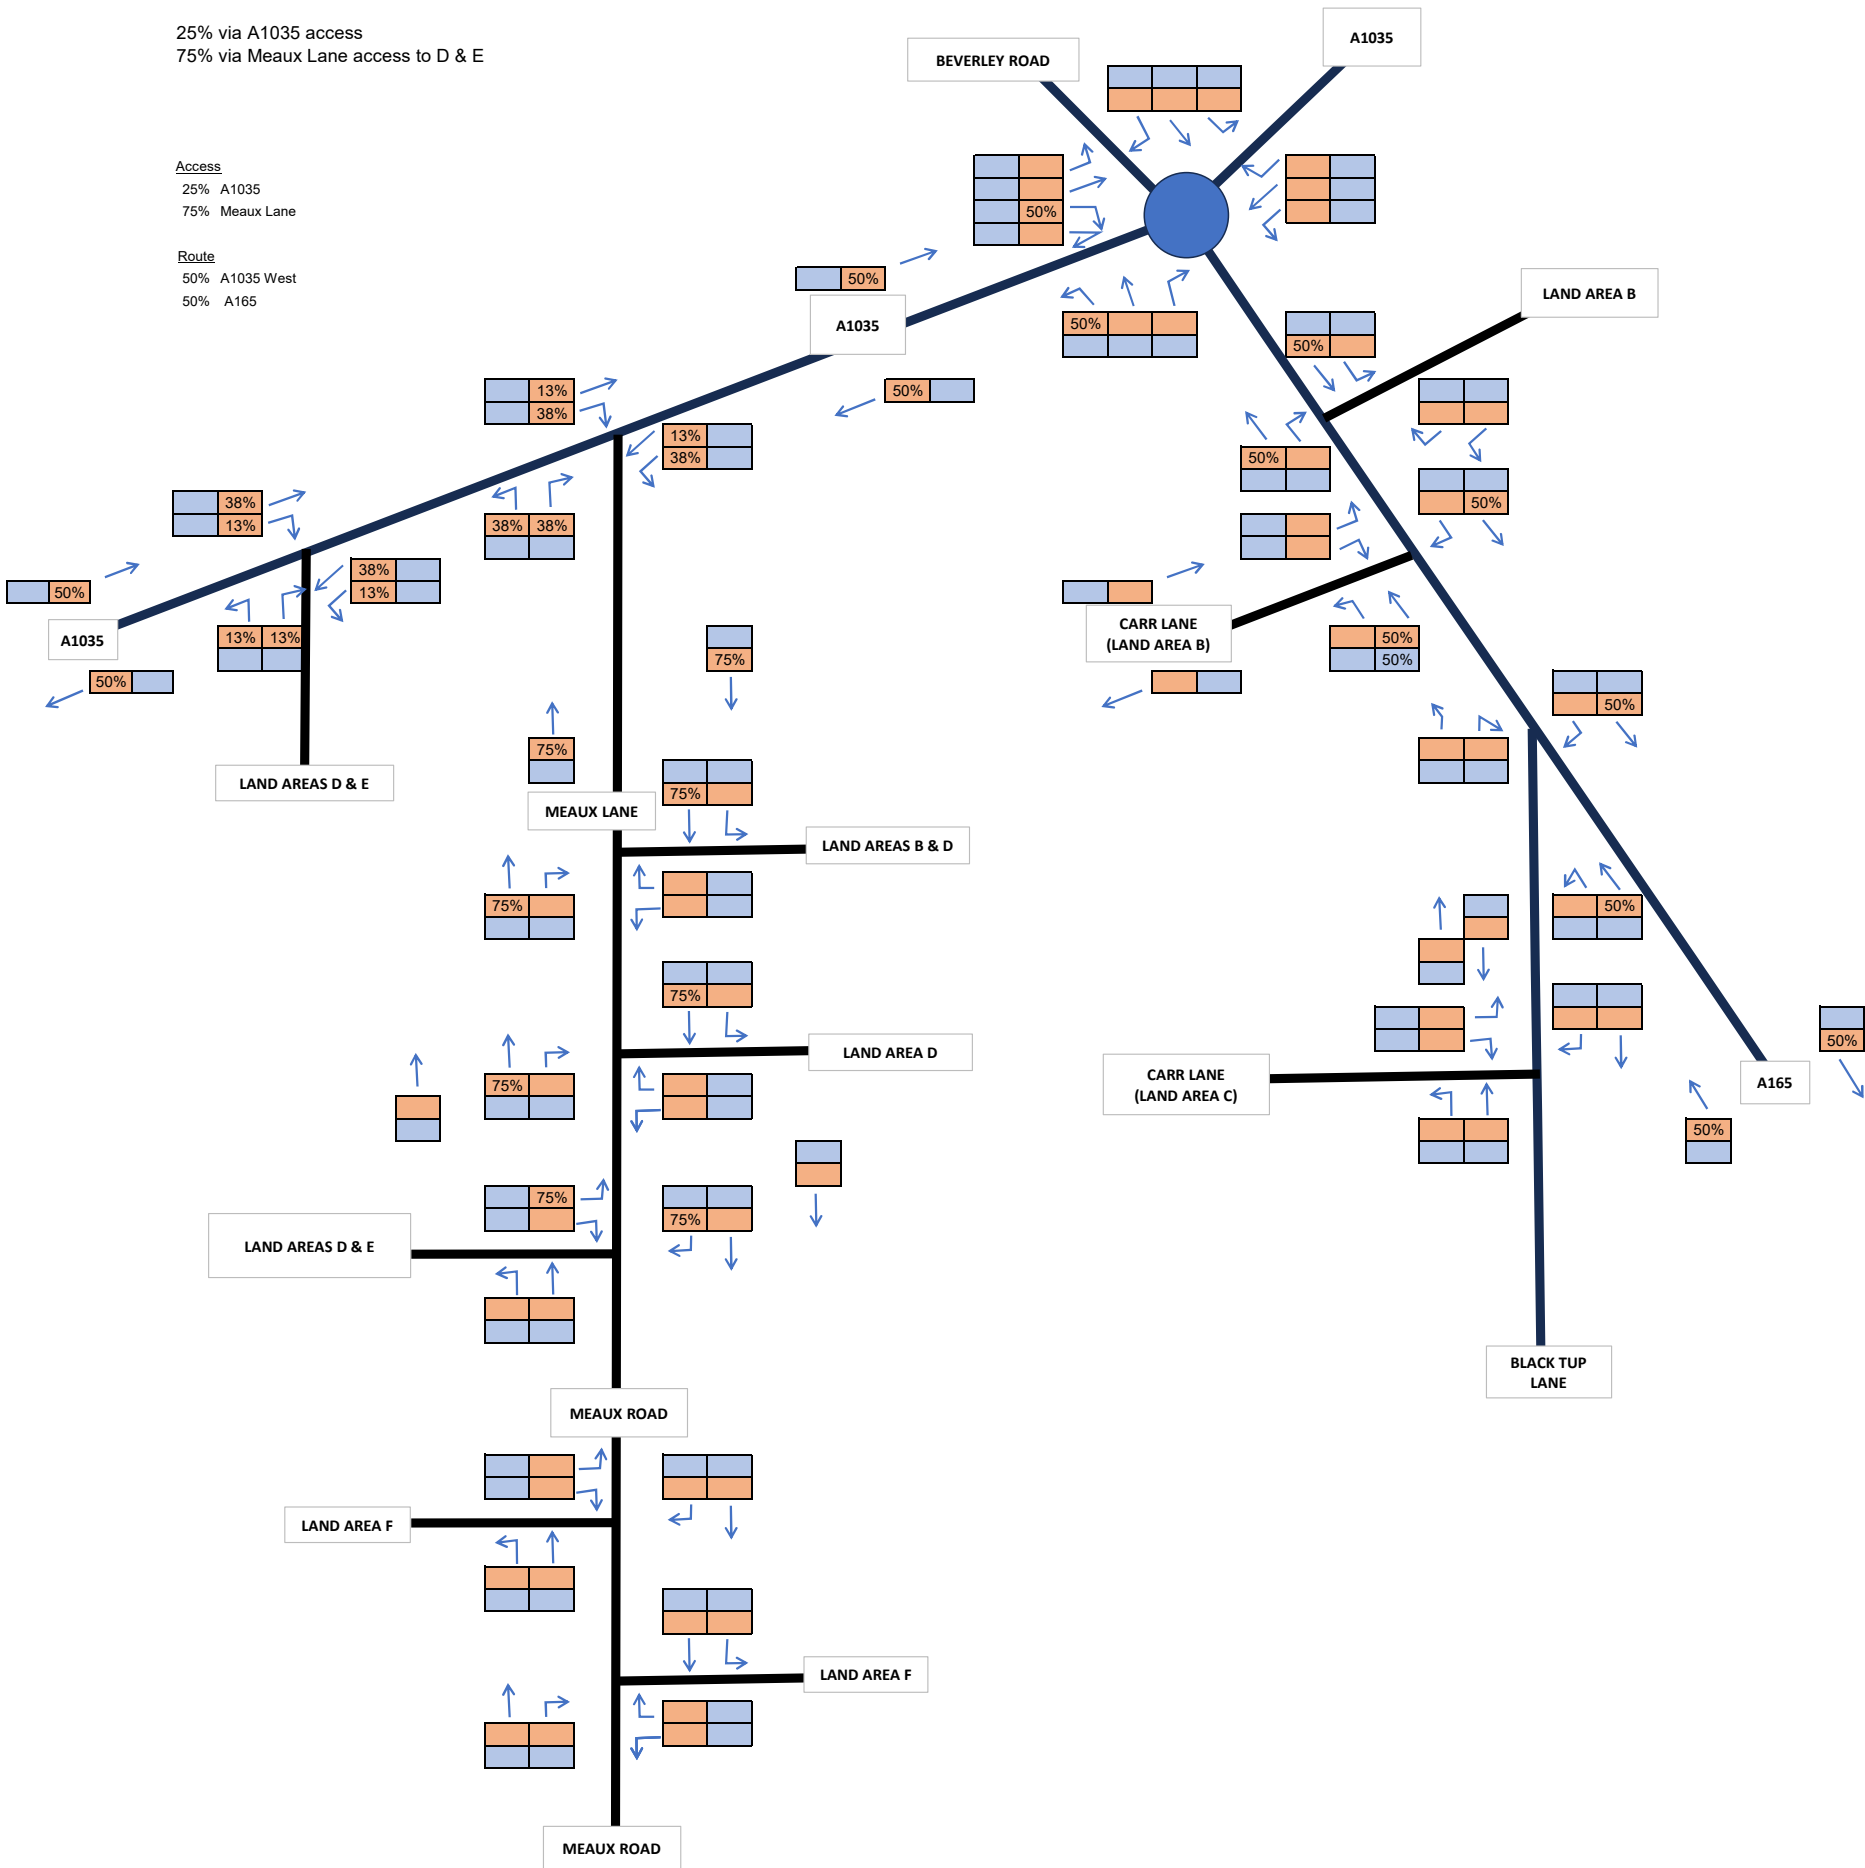 25% via A1035 access
75% via Meaux Lane access to D & E
A1035
BEVERLEY ROAD
Access
25% A1035
75% Meaux Lane
50%
Route
50% A1035 West
50% A165
50%
LAND AREA B
A1035
50%
50%
13%
38%
50%
13%
38%
50%
38%
13%
50%
38% 38%
38%
13%
50%
A1035
13% 13%
CARR LANE
(LAND AREA B)
50%
50%
75%
50%
50%
75%
LAND AREAS D & E
MEAUX LANE
75%
LAND AREAS B & D
75%
50%
75%
LAND AREA D
50%
CARR LANE
(LAND AREA C)
A165
75%
50%
75%
75%
LAND AREAS D & E
BLACK TUP
LANE
MEAUX ROAD
LAND AREA F
LAND AREA F
MEAUX ROAD